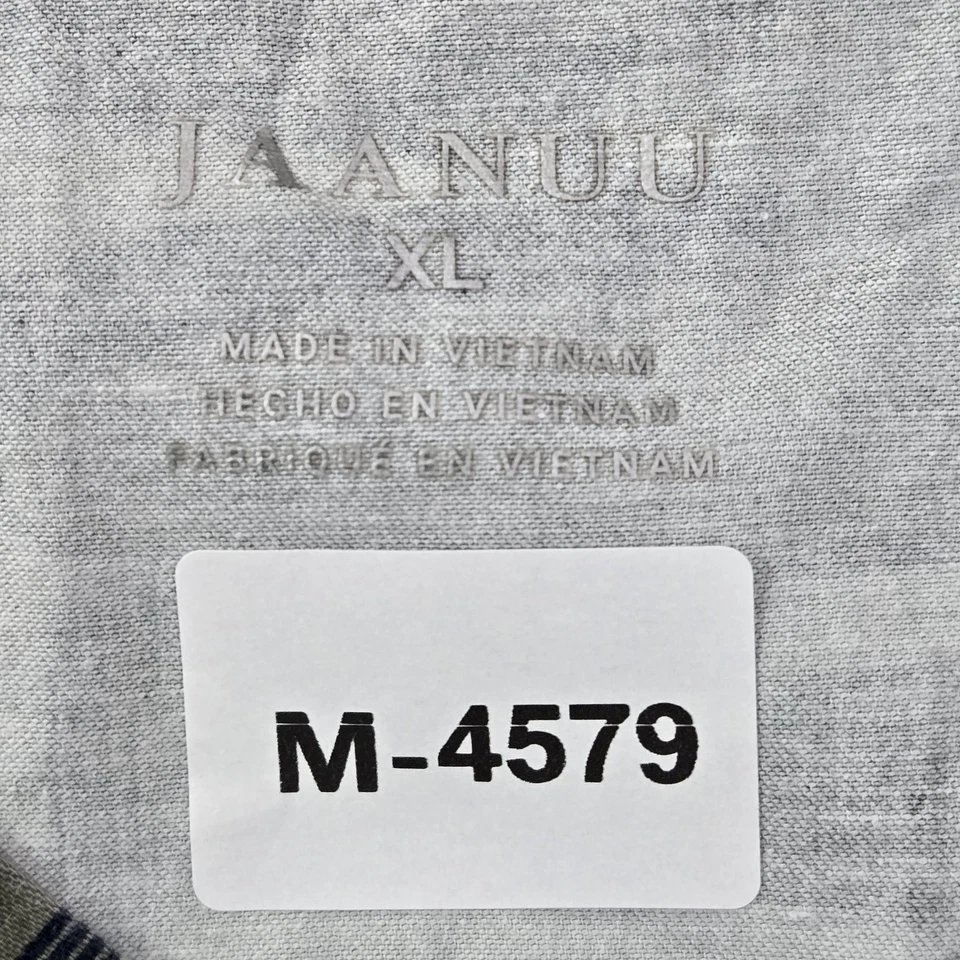 JAANUU
XL
MADE IN VIETNAM
HECHO EN VIETNAM
FABRIQUÉ EN VIETNAM
M-4579